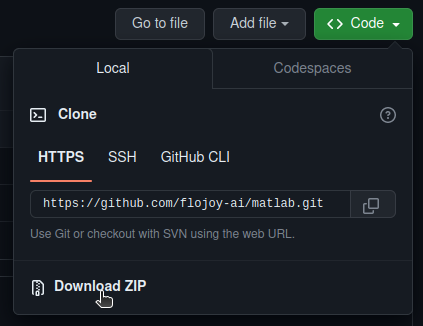 Go to file Add file Code
Local Codespaces
Clone
HTTPS SSH GitHub CLI
https://github.com/flojoy-ai/matlab.git
Use Git or checkout with SVN using the web URL.
Download ZIP